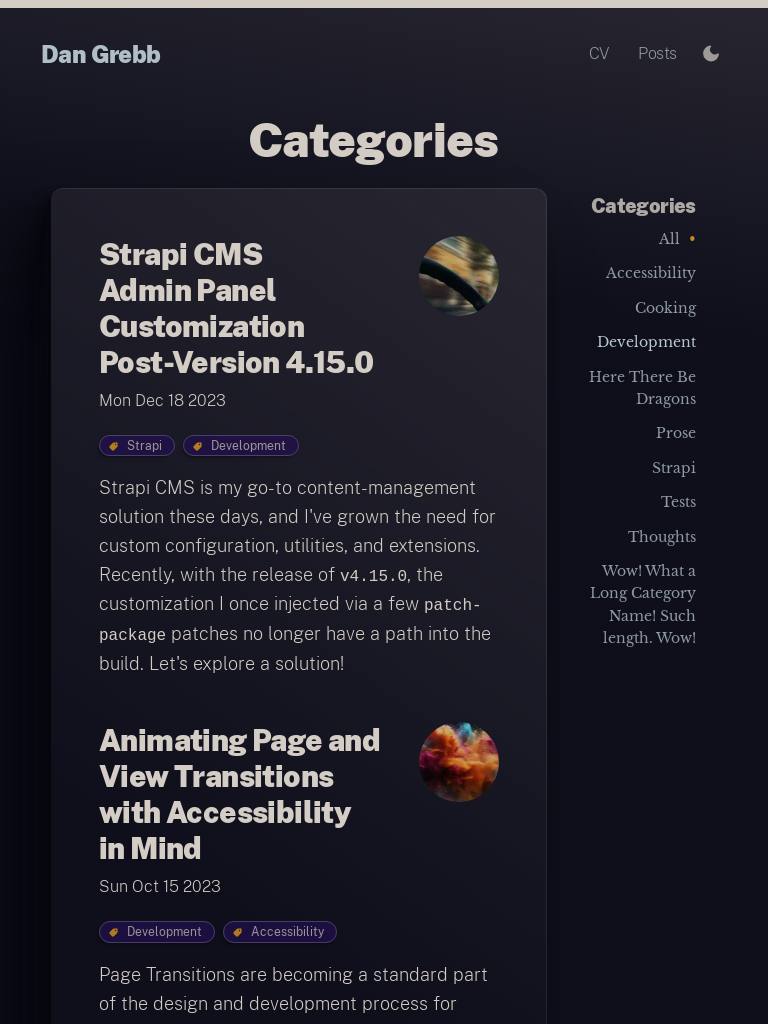 Dan Grebb
CV
Posts
Categories
Strapi CMS
Admin Panel
Customization
Post-Version 4.15.0
Mon Dec 18 2023
Strapi
Development
Strapi CMS is my go-to content-management
solution these days, and I've grown the need for
custom configuration, utilities, and extensions.
Recently, with the release of v4.15.0, the
customization I once injected via a few patch-
package patches no longer have a path into the
build. Let's explore a solution!
Animating Page and
View Transitions
with Accessibility
in Mind
Sun Oct 15 2023
Development
Accessibility
Page Transitions are becoming a standard part
of the design and development process for
Categories
All
Accessibility
Cooking
Development
Here There Be
Dragons
Prose
Strapi
Tests
Thoughts
Wow! What a
Long Category
Name! Such
length. Wow!